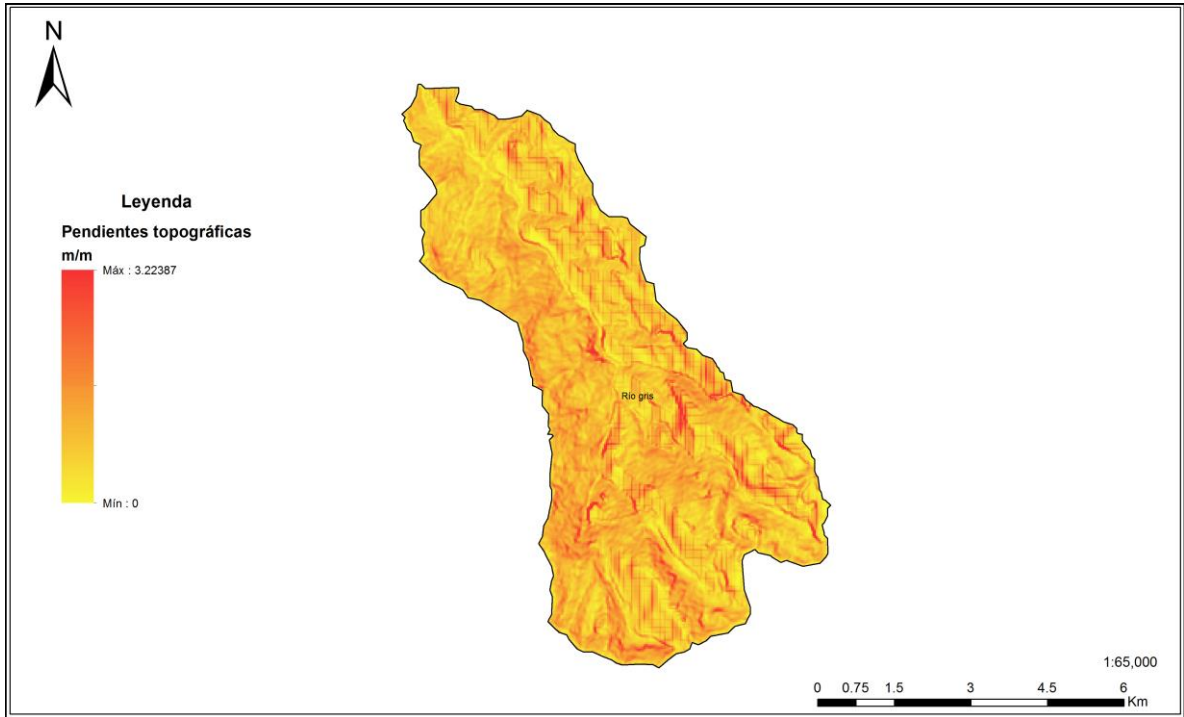 N
Leyenda
Pendientes topográficas
m/m
Máx : 3.22387
Mín : 0
Río gris
1:65,000
0 0.75 1.5 3 4.5 6
Km